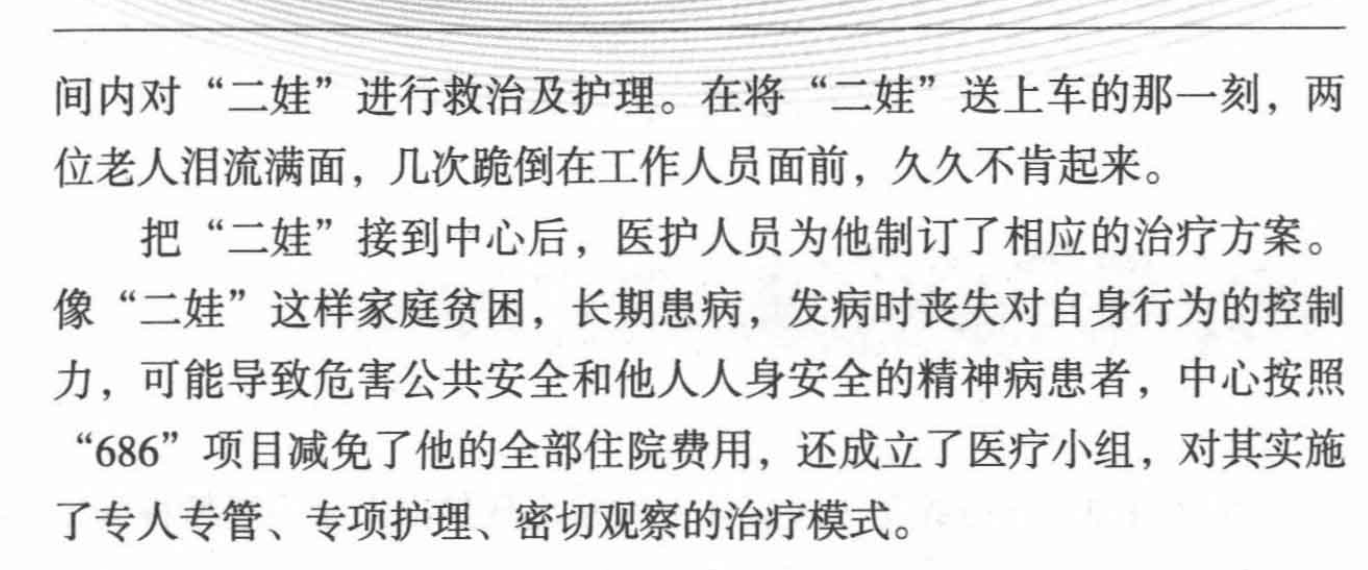 间内对“二娃”进行救治及护理。在将“二娃”送上车的那一刻，两
位老人泪流满面，几次跪倒在工作人员面前，久久不肯起来。
把“二娃”接到中心后，医护人员为他制订了相应的治疗方案。
像“二娃”这样家庭贫困，长期患病，发病时丧失对自身行为的控制
力，可能导致危害公共安全和他人人身安全的精神病患者，中心按照
“686”项目减免了他的全部住院费用，还成立了医疗小组，对其实施
了专人专管、专项护理、密切观察的治疗模式。